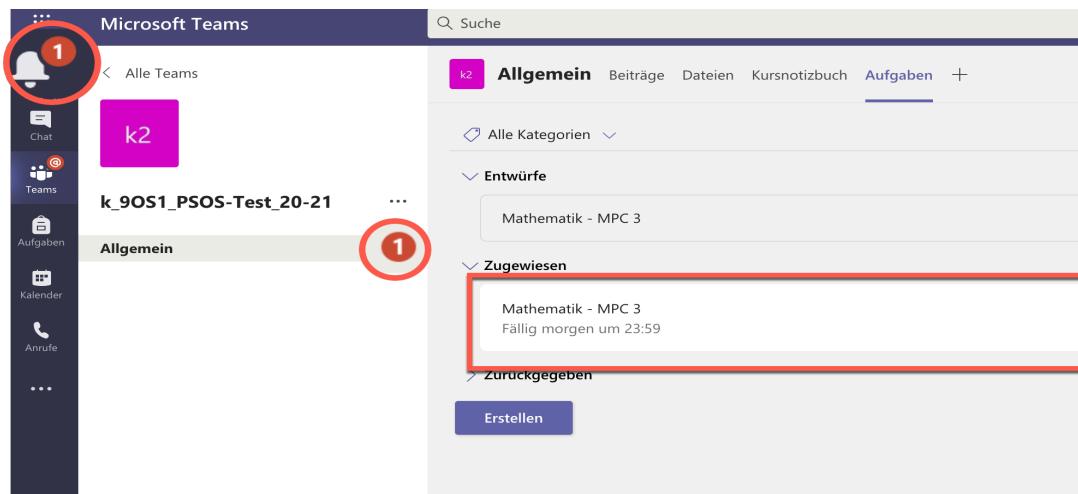 Microsoft Teams
Suche
1
Alle Teams
k2
Allgemein Beiträge Dateien Kursnotizbuch Aufgaben
Chat
k2
Alle Kategorien
@
Teams
Entwürfe
k_9OS1_PSOS-Test_20-21
Mathematik - MPC 3
Aufgaben
Allgemein
1
Zugewiesen
Kalender
Mathematik - MPC 3
Fällig morgen um 23:59
Anrufe
Zurückgegeben
Erstellen